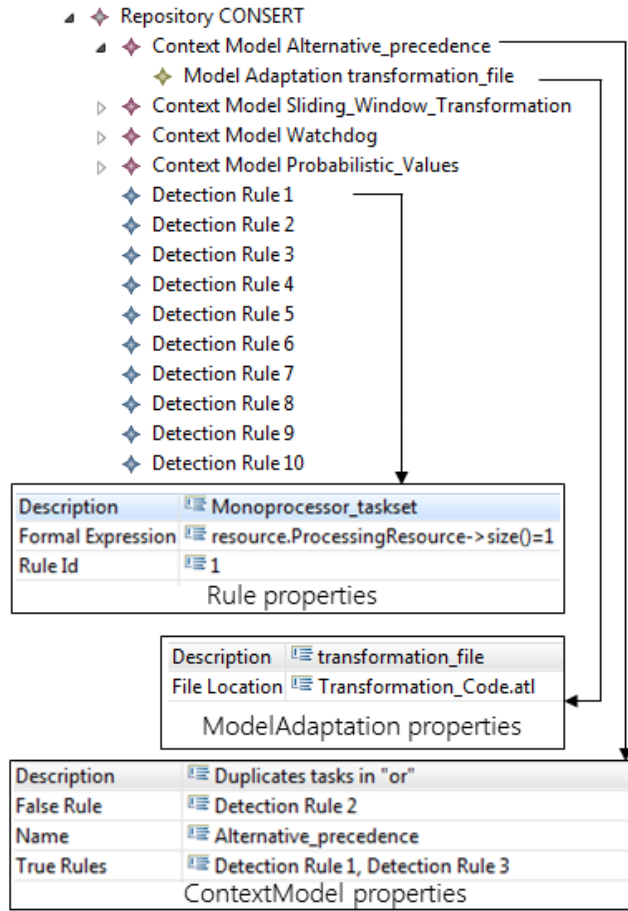 Repository CONSERT
Context Model Alternative_precedence
Model Adaptation transformation_file
Context Model Sliding_Window_Transformation
Context Model Watchdog
Context Model Probabilistic_Values
Detection Rule 1
Detection Rule 2
Detection Rule 3
Detection Rule 4
Detection Rule 5
Detection Rule 6
Detection Rule 7
Detection Rule 8
Detection Rule 9
Detection Rule 10
Description Monoprocessor_taskset
Formal Expression resource.ProcessingResource->size()=1
Rule Id 1
Rule properties
Description transformation_file
File Location Transformation_Code.atl
ModelAdaptation properties
Description Duplicates tasks in "or"
False Rule Detection Rule 2
Name Alternative_precedence
True Rules Detection Rule 1, Detection Rule 3
ContextModel properties